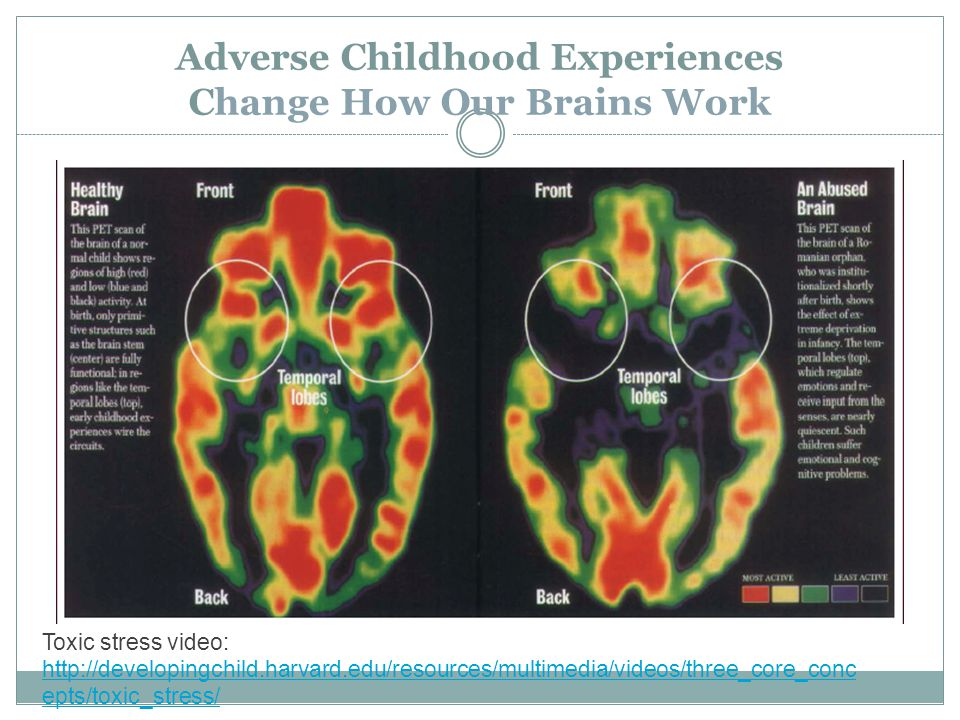 Adverse Childhood Experiences
Change How Our Brains Work
Healthy
Brain
This PET scan of
the brain of a nor-
mal child shows re-
gions of high (red)
and low (blue and
black) activity. At
birth, only primi-
tive structures such
as the brain stem
(center) are fully
functional; in re-
gions like the tem-
poral lobes (top),
early childhood ex-
periences wire the
circuits.
Front
Temporal
lobes
Back
Front
Temporal
lobes
Back
An Abused
Brain
This PET scan of
the brain of a Ro-
manian orphan,
who was institu-
tionalized shortly
after birth, shows
the effect of ex-
treme deprivation
in infancy. The tem-
poral lobes (top),
which regulate
emotions and re-
ceive input from the
senses, are nearly
quiescent. Such
children suffer
emotional and cog-
nitive problems.
MOST ACTIVE LEAST ACTIVE
Toxic stress video:
http://developingchild.harvard.edu/resources/multimedia/videos/three_core_conc
epts/toxic_stress/